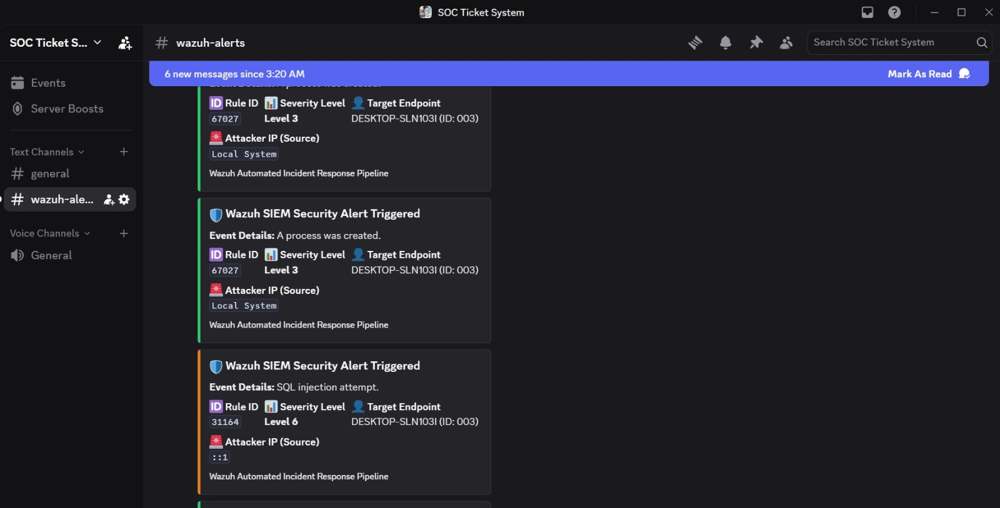 SOC Ticket System
SOC Ticket S...
# wazuh-alerts
Search SOC Ticket System
6 new messages since 3:20 AM
Mark As Read
Events
Server Boosts
Text Channels
# general
# wazuh-ale...
Voice Channels
General
Event Details: A process was created.
🆔 Rule ID 📊 Severity Level 👤 Target Endpoint
67027 Level 3 DESKTOP-SLN103I (ID: 003)
🚨 Attacker IP (Source)
Local System
Wazuh Automated Incident Response Pipeline
🛡️ Wazuh SIEM Security Alert Triggered
Event Details: A process was created.
🆔 Rule ID 📊 Severity Level 👤 Target Endpoint
67027 Level 3 DESKTOP-SLN103I (ID: 003)
🚨 Attacker IP (Source)
Local System
Wazuh Automated Incident Response Pipeline
🛡️ Wazuh SIEM Security Alert Triggered
Event Details: SQL injection attempt.
🆔 Rule ID 📊 Severity Level 👤 Target Endpoint
31164 Level 6 DESKTOP-SLN103I (ID: 003)
🚨 Attacker IP (Source)
::1
Wazuh Automated Incident Response Pipeline